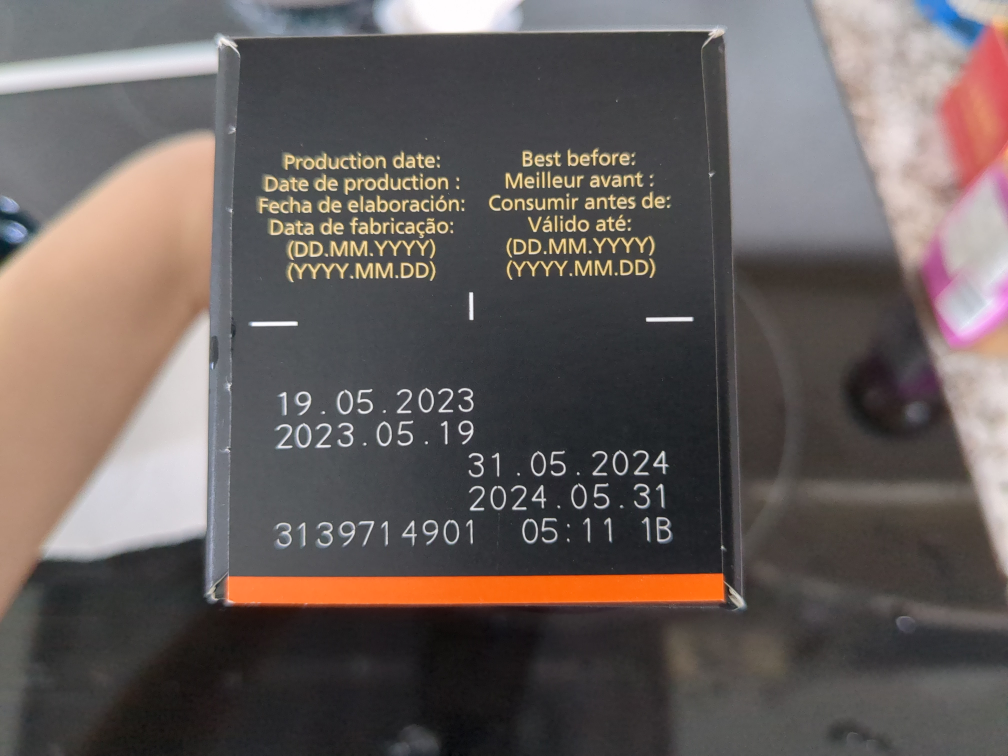 Production date:
Date de production :
Fecha de elaboración:
Data de fabricação:
(DD.MM.YYYY)
(YYYY.MM.DD)
Best before:
Meilleur avant :
Consumir antes de:
Válido até:
(DD.MM.YYYY)
(YYYY.MM.DD)
19.05.2023
2023.05.19
31.05.2024
2024.05.31
3139714901 05:11 1B